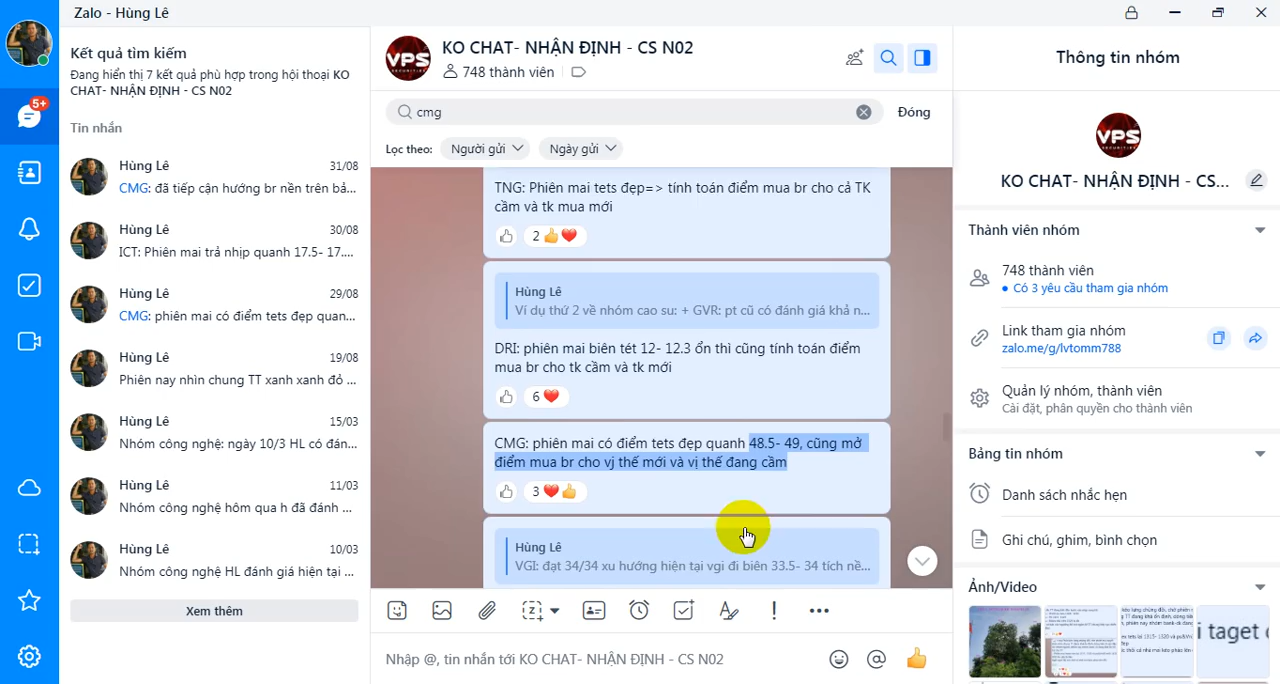 Zalo - Hùng Lê
Kết quả tìm kiếm
Đang hiển thị 7 kết quả phù hợp trong hội thoại KO
CHAT- NHẬN ĐỊNH - CS N02
Tin nhắn
5+
Hùng Lê
31/08
CMG: đã tiếp cận hướng br nền trên bả...
Hùng Lê
30/08
ICT: Phiên mai trả nhịp quanh 17.5- 17....
Hùng Lê
29/08
CMG: phiên mai có điểm tets đẹp quan...
Hùng Lê
19/08
Phiên nay nhìn chung TT xanh xanh đỏ ...
Hùng Lê
15/03
Nhóm công nghệ: ngày 10/3 HL có đán...
Hùng Lê
11/03
Nhóm công nghệ hôm qua h đã đánh ...
Hùng Lê
10/03
Nhóm công nghệ HL đánh giá hiện tại ...
Xem thêm
VPS
SECURITIES
KO CHAT- NHẬN ĐỊNH - CS N02
748 thành viên
cmg
Đóng
Lọc theo:
Người gửi
Ngày gửi
TNG: Phiên mai tets đẹp=> tính toán điểm mua br cho cả TK
cầm và tk mua mới
2
Hùng Lê
Ví dụ thứ 2 về nhóm cao su: + GVR: pt cũ có đánh giá khả n...
DRI: phiên mai biên tét 12- 12.3 ổn thì cũng tính toán điểm
mua br cho tk cầm và tk mới
6
CMG: phiên mai có điểm tets đẹp quanh 48.5- 49, cũng mở
điểm mua br cho vj thế mới và vị thế đang cầm
3
Hùng Lê
VGI: đạt 34/34 xu hướng hiện tại vgi đi biên 33.5- 34 tích nề...
Nhập @, tin nhắn tới KO CHAT- NHẬN ĐỊNH - CS N02
Thông tin nhóm
VPS
SECURITIES
KO CHAT- NHẬN ĐỊNH - CS...
Thành viên nhóm
748 thành viên
Có 3 yêu cầu tham gia nhóm
Link tham gia nhóm
zalo.me/g/lvtomm788
Quản lý nhóm, thành viên
Cài đặt, phân quyền cho thành viên
Bảng tin nhóm
Danh sách nhắc hẹn
Ghi chú, ghim, bình chọn
Ảnh/Video
i taget